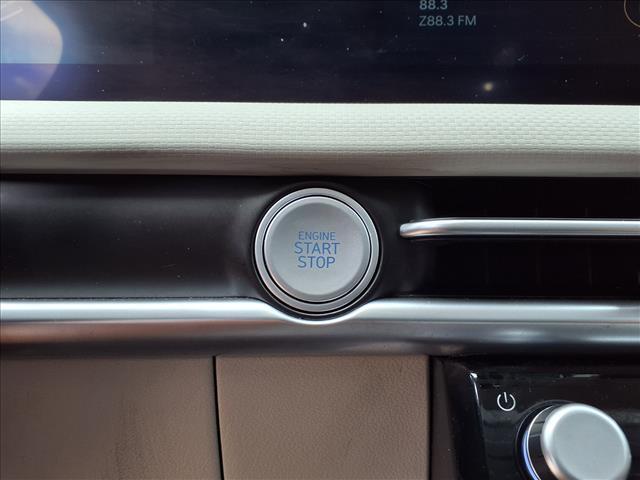 88.3
Z88.3 FM
ENGINE
START
STOP